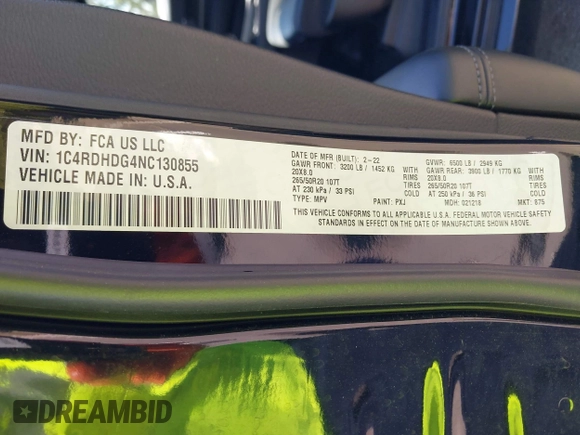 MFD BY: FCA US LLC
VIN: 1C4RDHDG4NC130855
VEHICLE MADE IN: U.S.A.
DATE OF MFR (BUILT): 2-22 GVWR: 6500 LB / 2949 KG
GAWR FRONT: 3200 LB / 1452 KG GAWR REAR: 3903 LB / 1770 KG
20X8.0 RIMS 20X8.0 RIMS
265/50R20 107T TIRES 265/50R20 107T TIRES
AT 230 kPa / 33 PSI COLD AT 250 kPa / 36 PSI COLD
TYPE: MPV PAINT: PXJ MDH: 021218 MKT: 875
THIS VEHICLE CONFORMS TO ALL APPLICABLE U.S.A. FEDERAL MOTOR VEHICLE SAFETY
STANDARDS IN EFFECT ON THE DATE OF MANUFACTURE SHOWN ABOVE.
DREAMBID